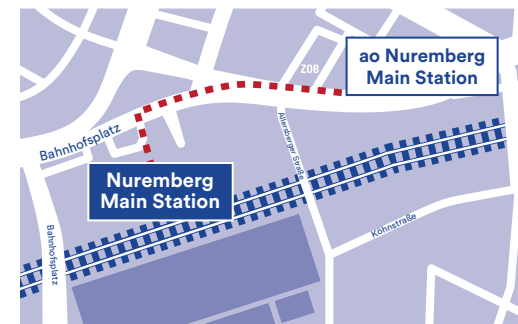 ao Nuremberg
Main Station
ZOB
Bahnhofsplatz
Allersberger Straße
Nuremberg
Main Station
Bahnhofsplatz
Köhnstraße